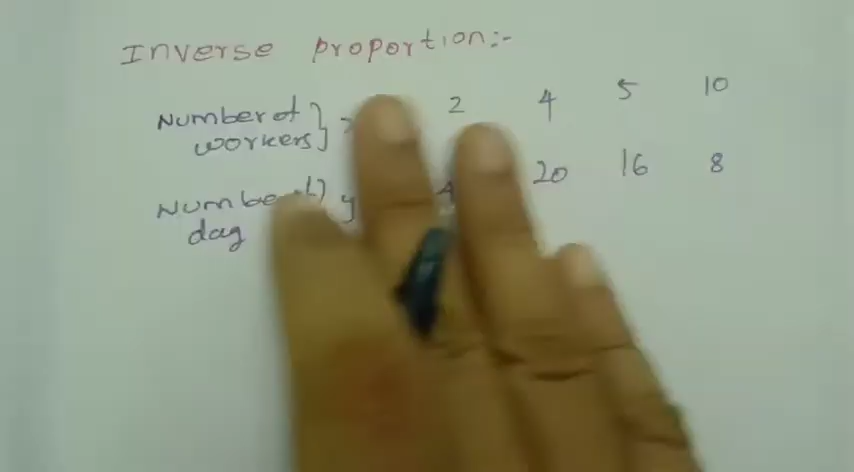 Inverse proportion:-
Number of } 2 4 5 10
workers
Number 20 16 8
day